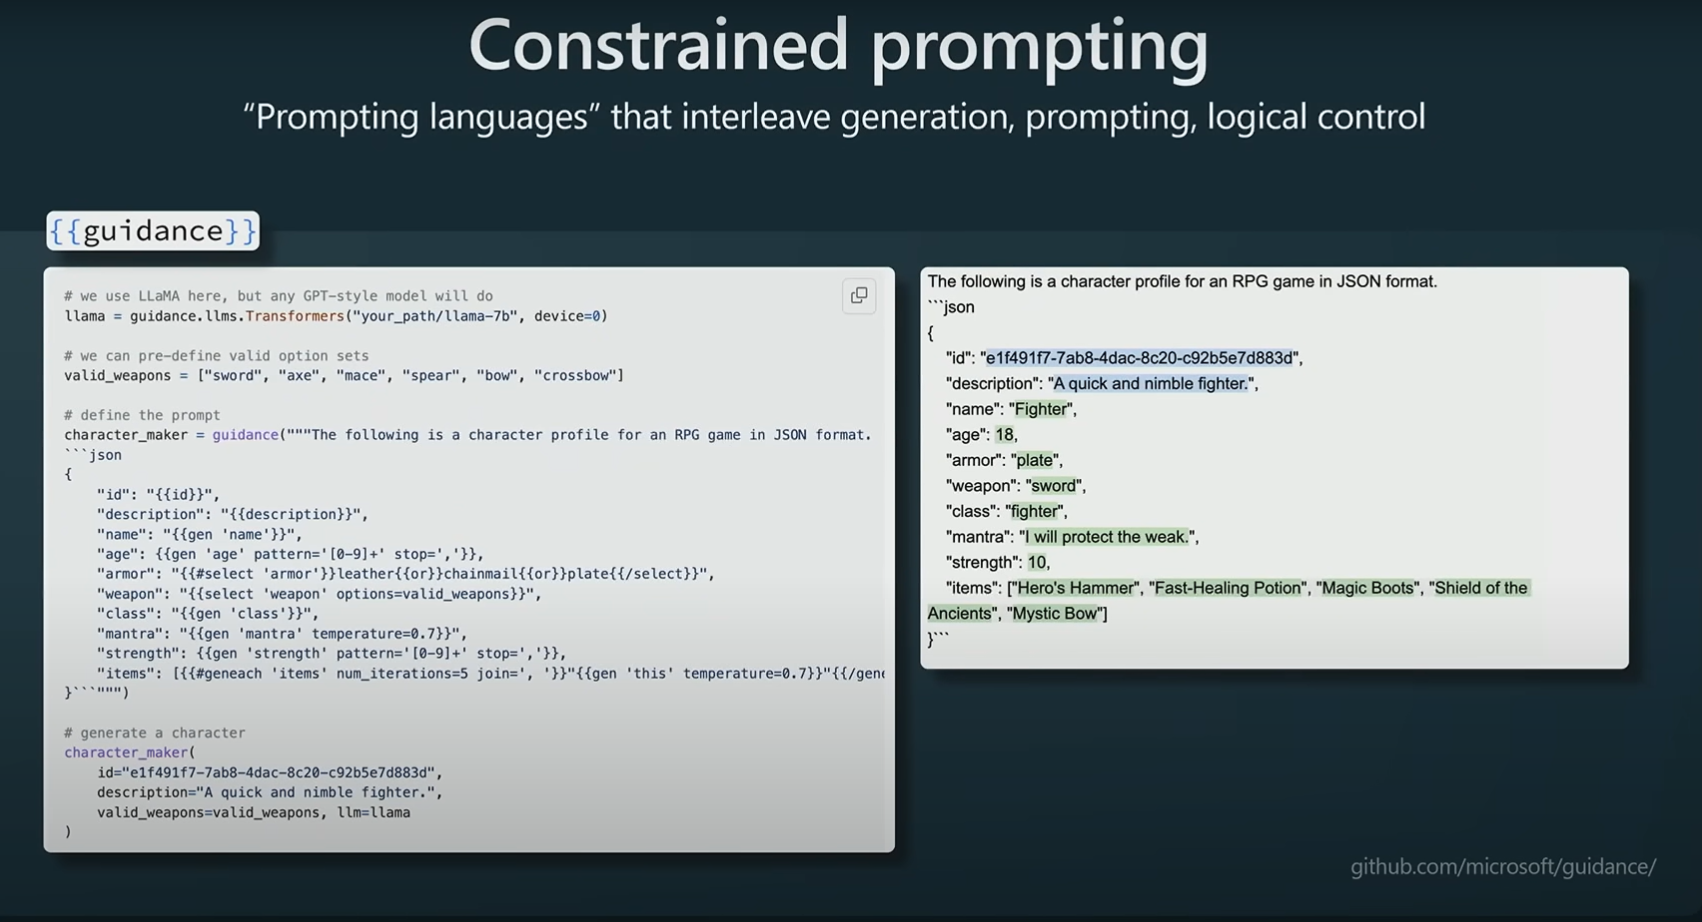 Constrained prompting
“Prompting languages” that interleave generation, prompting, logical control
{{guidance}}
# we use LLaMA here, but any GPT-style model will do
llama = guidance.llms.Transformers("your_path/llama-7b", device=0)
# we can pre-define valid option sets
valid_weapons = ["sword", "axe", "mace", "spear", "bow", "crossbow"]
# define the prompt
character_maker = guidance("""The following is a character profile for an RPG game in JSON format.
```json
{
    "id": "{{id}}",
    "description": "{{description}}",
    "name": "{{gen 'name'}}",
    "age": {{gen 'age' pattern='[0-9]+' stop=','}},
    "armor": "{{#select 'armor'}}leather{{or}}chainmail{{or}}plate{{/select}}",
    "weapon": "{{select 'weapon' options=valid_weapons}}",
    "class": "{{gen 'class'}}",
    "mantra": "{{gen 'mantra' temperature=0.7}}",
    "strength": {{gen 'strength' pattern='[0-9]+' stop=','}},
    "items": [{{#geneach 'items' num_iterations=5 join=', '}}"{{gen 'this' temperature=0.7}}"{{/gene
}```""")
# generate a character
character_maker(
    id="e1f491f7-7ab8-4dac-8c20-c92b5e7d883d",
    description="A quick and nimble fighter.",
    valid_weapons=valid_weapons, llm=llama
)
The following is a character profile for an RPG game in JSON format.
```json
{
    "id": "e1f491f7-7ab8-4dac-8c20-c92b5e7d883d",
    "description": "A quick and nimble fighter.",
    "name": "Fighter",
    "age": 18,
    "armor": "plate",
    "weapon": "sword",
    "class": "fighter",
    "mantra": "I will protect the weak.",
    "strength": 10,
    "items": ["Hero's Hammer", "Fast-Healing Potion", "Magic Boots", "Shield of the
Ancients", "Mystic Bow"]
}```
github.com/microsoft/guidance/